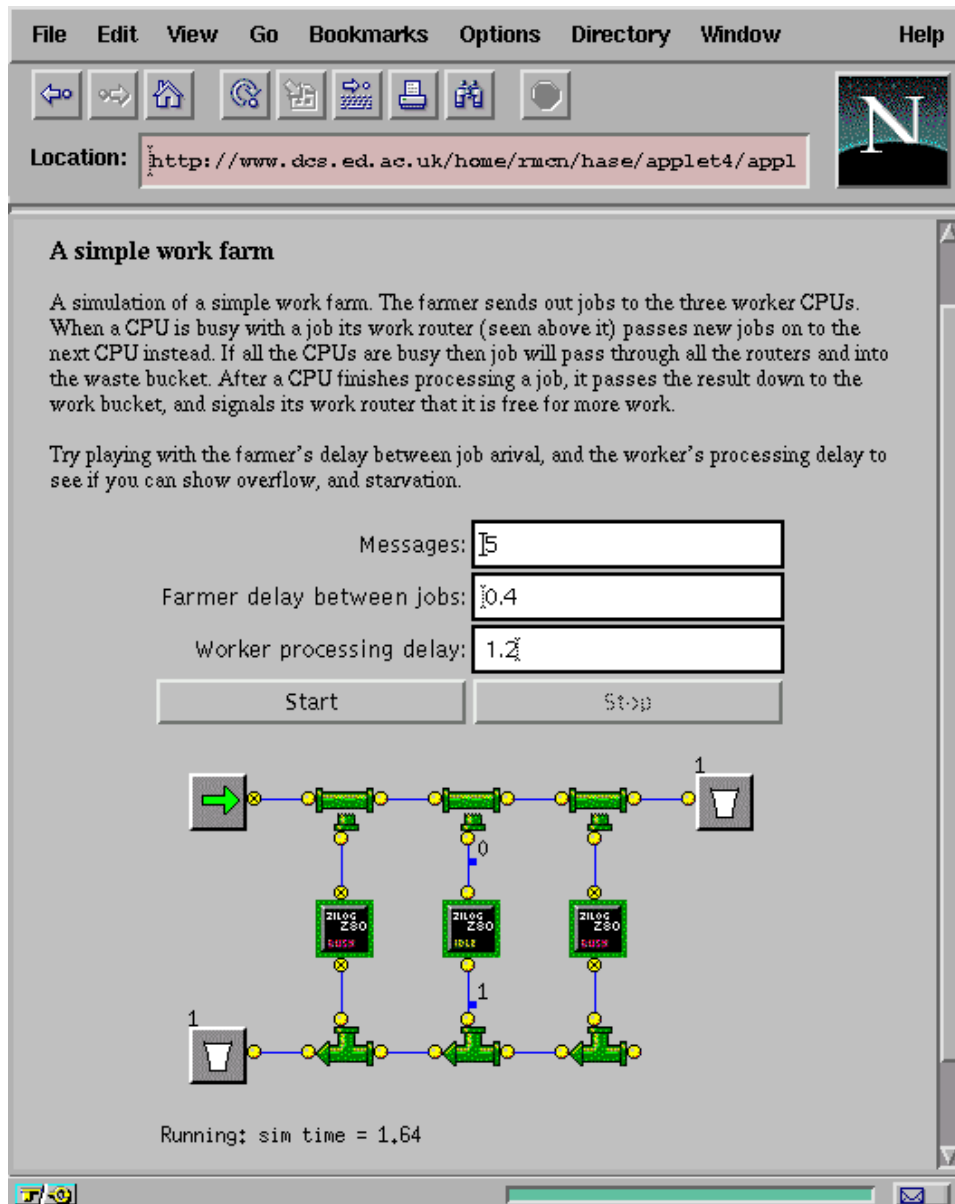 File Edit View Go Bookmarks Options Directory Window Help
N
Location: http://www.dcs.ed.ac.uk/home/rmcn/hase/applet4/appl
A simple work farm
A simulation of a simple work farm. The farmer sends out jobs to the three worker CPUs.
When a CPU is busy with a job its work router (seen above it) passes new jobs on to the
next CPU instead. If all the CPUs are busy then job will pass through all the routers and into
the waste bucket. After a CPU finishes processing a job, it passes the result down to the
work bucket, and signals its work router that it is free for more work.
Try playing with the farmer's delay between job arival, and the worker's processing delay to
see if you can show overflow, and starvation.
Messages: 5
Farmer delay between jobs: 0.4
Worker processing delay: 1.2
Start Stop
1
0
ZILOG ZILOG ZILOG
Z80 Z80 Z80
BUSY IDLE BUSY
1
1
Running: sim time = 1.64